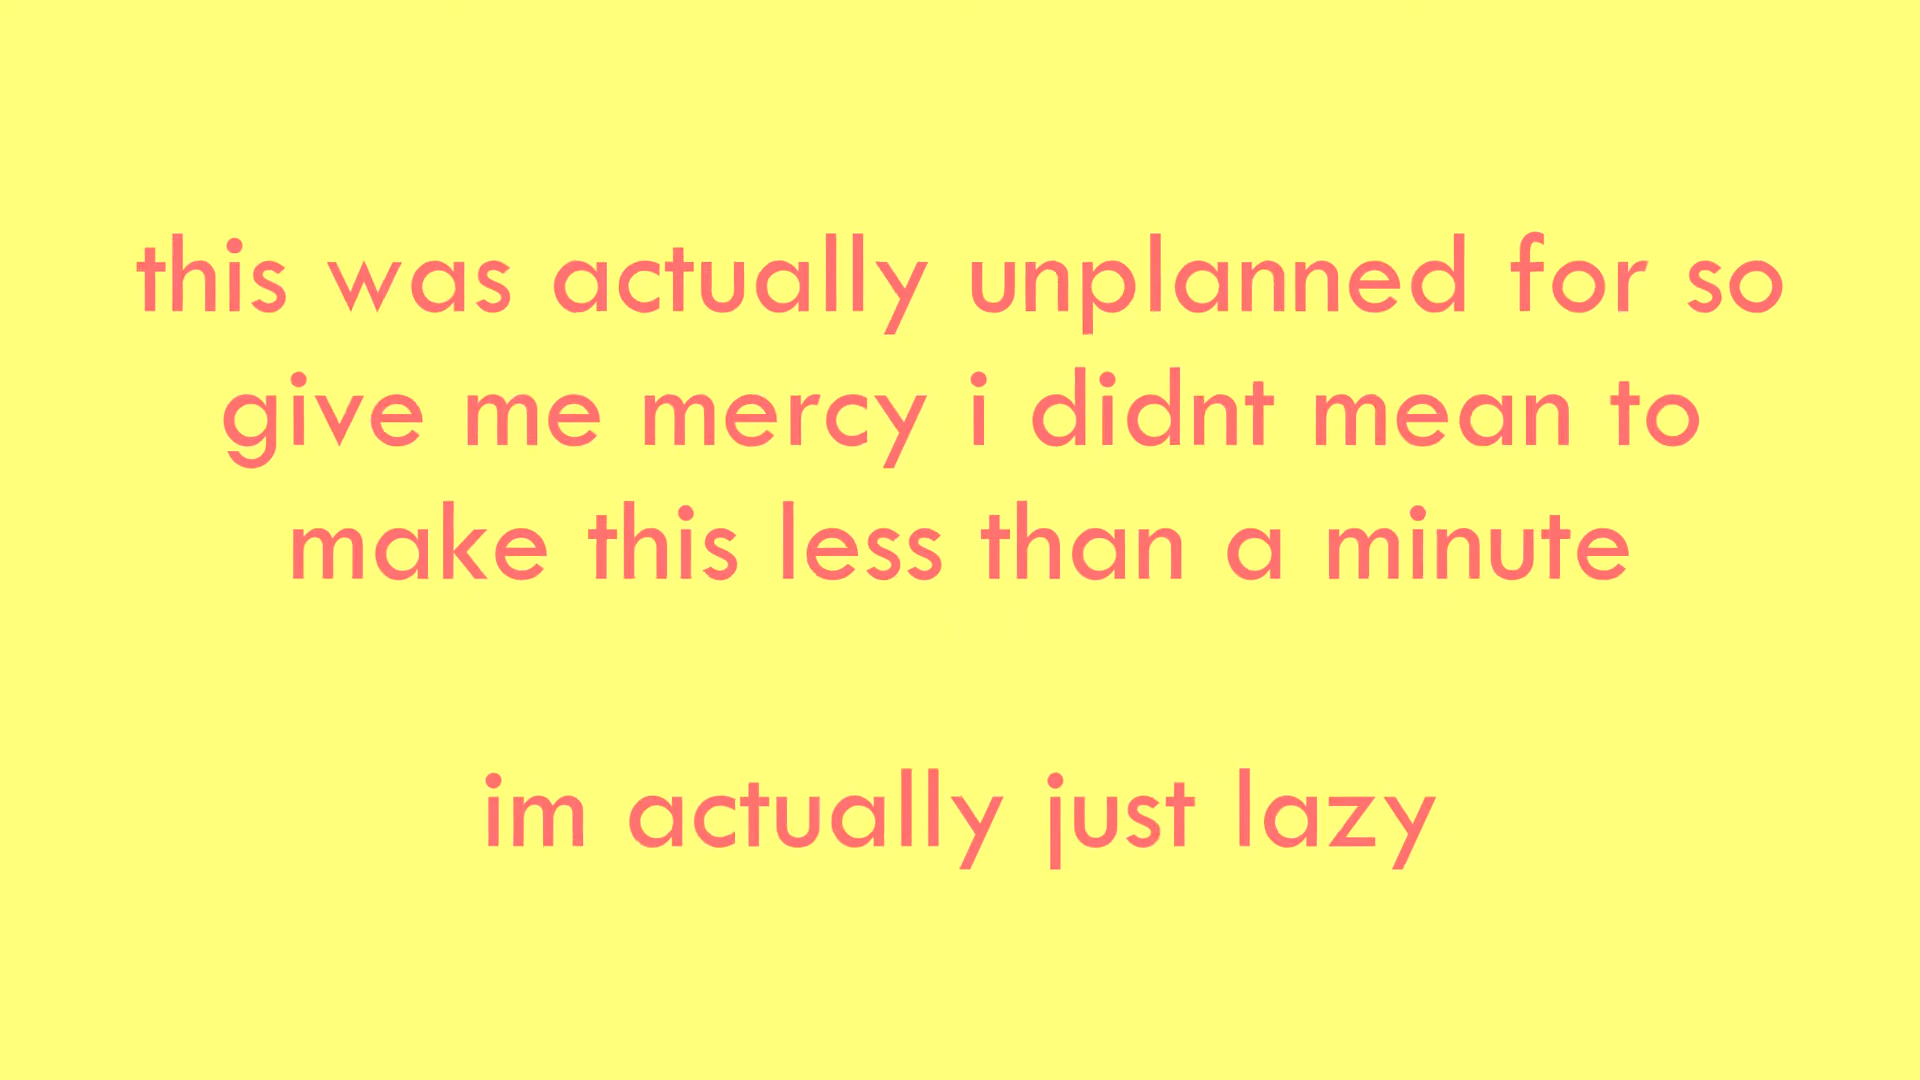 this was actually unplanned for so
give me mercy i didnt mean to
make this less than a minute
im actually just lazy